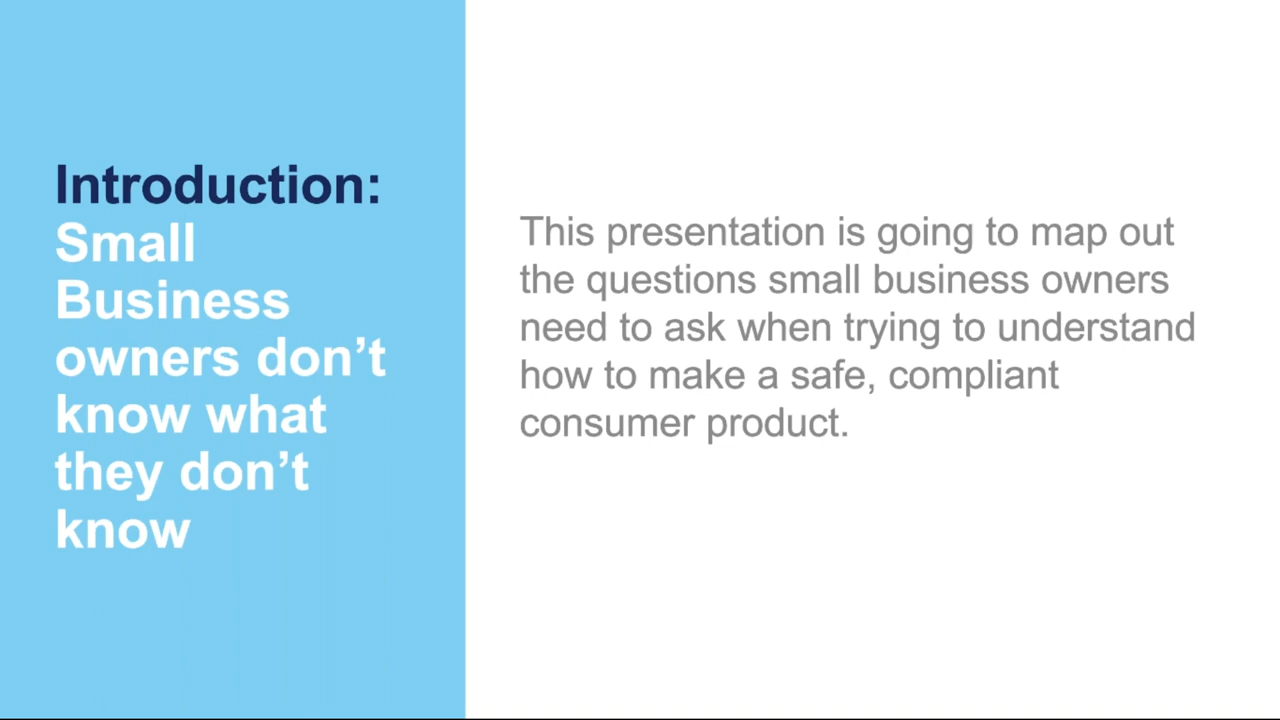 Introduction:
Small
Business
owners don’t
know what
they don’t
know
This presentation is going to map out
the questions small business owners
need to ask when trying to understand
how to make a safe, compliant
consumer product.